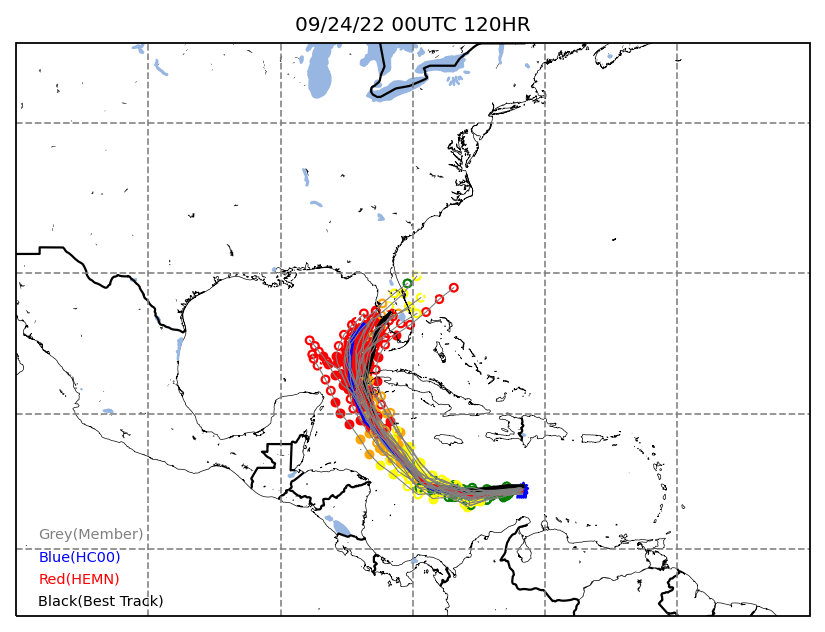 09/24/22 00UTC 120HR
Grey(Member)
Blue(HC00)
Red(HEMN)
Black(Best Track)